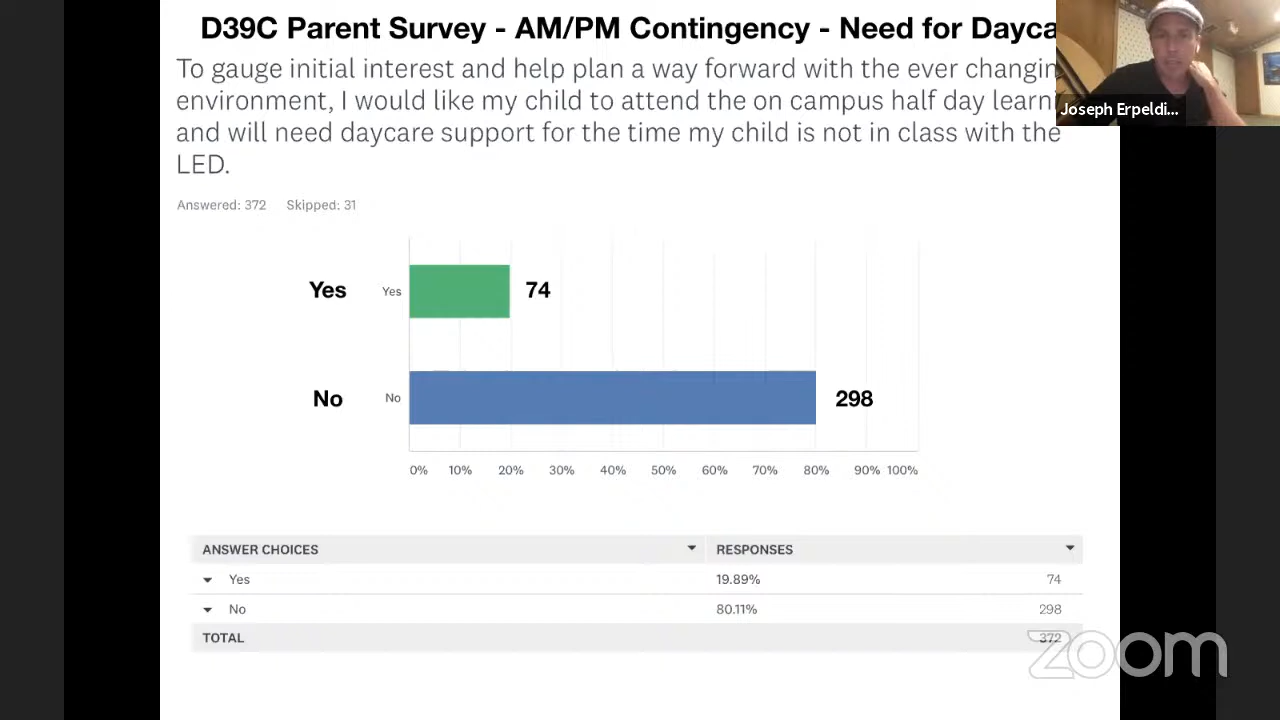 D39C Parent Survey - AM/PM Contingency - Need for
To gauge initial interest and help plan a way forward with the ever
environment, I would like my child to attend the on campus half day
and will need daycare support for the time my child is not in class with the
LED.
Joseph Erpeldi...
Answered: 372 Skipped: 31
Yes Yes 74
No No 298
0% 10% 20% 30% 40% 50% 60% 70% 80% 90% 100%
ANSWER CHOICES RESPONSES
Yes 19.89% 74
No 80.11% 298
TOTAL 372
zoom